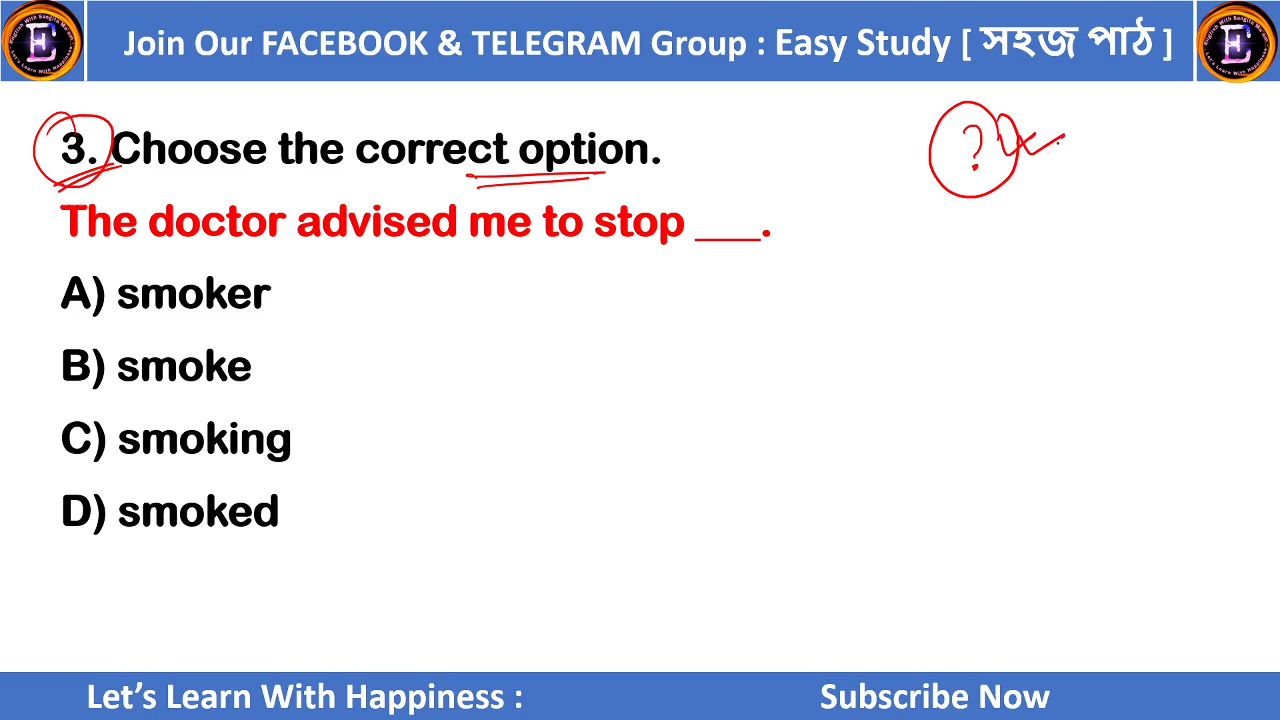 Join Our FACEBOOK & TELEGRAM Group : Easy Study [ সহজ পাঠ ]
3. Choose the correct option.
?
The doctor advised me to stop ___.
A) smoker
B) smoke
C) smoking
D) smoked
Let's Learn With Happiness :
Subscribe Now